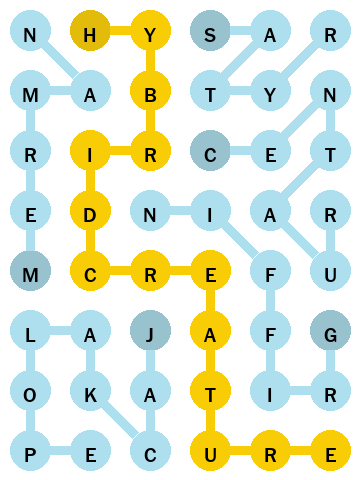 N H Y S A R
M A B T Y N
R I R C E T
E D N I A R
M C R E F U
L A J A F G
O K A T I R
P E C U R E